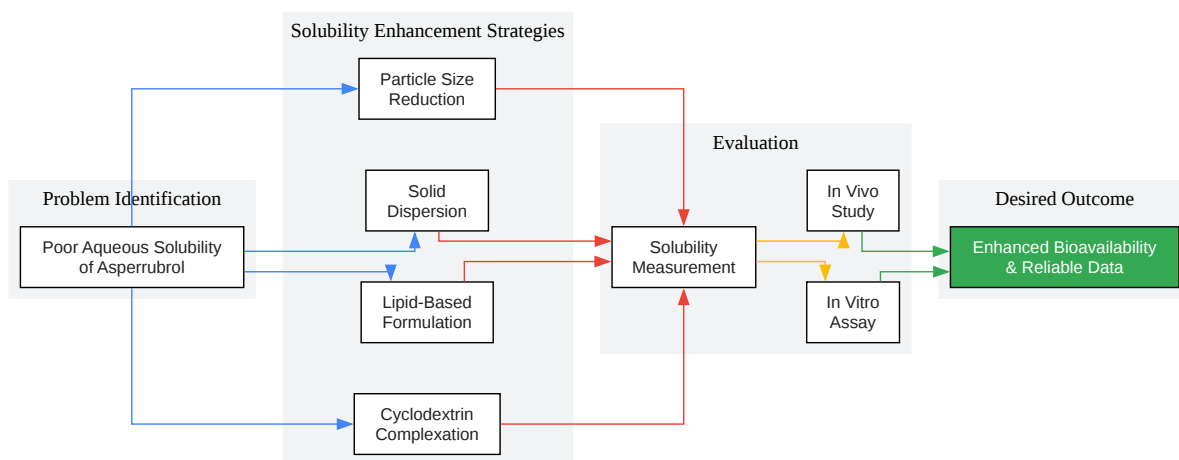 Solubility Enhancement Strategies
Particle Size
Reduction
Solid
Dispersion
Lipid-Based
Formulation
Cyclodextrin
Complexation
Problem Identification
Poor Aqueous Solubility
of Asperrubrol
Evaluation
Solubility
Measurement
In Vivo
Study
In Vitro
Assay
Desired Outcome
Enhanced Bioavailability
& Reliable Data